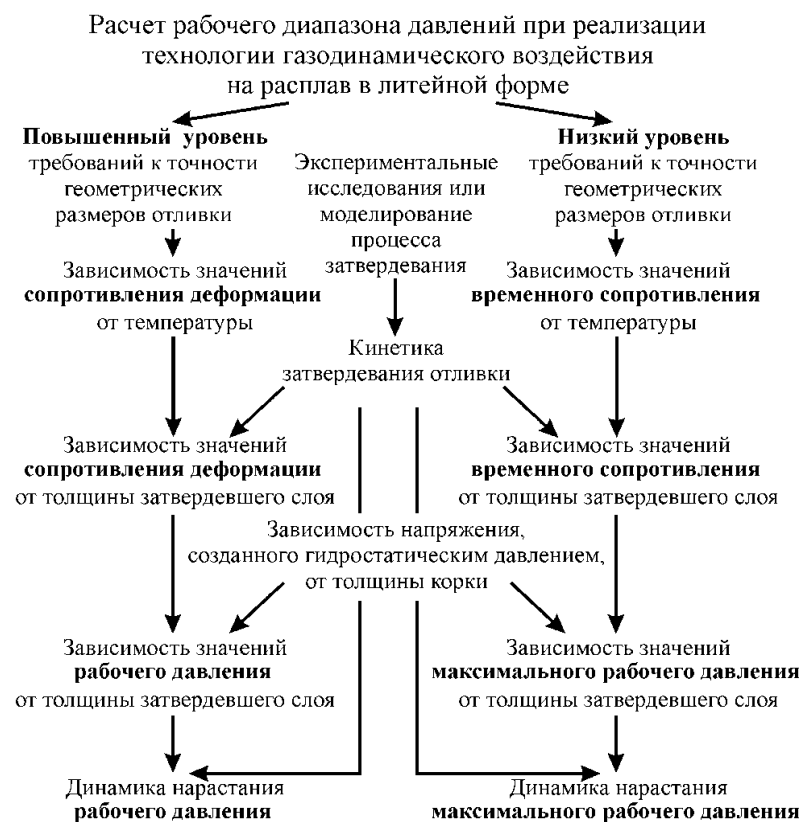 Расчет рабочего диапазона давлений при реализации
технологии газодинамического воздействия
на расплав в литейной форме
Повышенный уровень
требований к точности
геометрических
размеров отливки
Экспериментальные
исследования или
моделирование
процесса
затвердевания
Низкий уровень
требований к точности
геометрических
размеров отливки
Зависимость значений
сопротивления деформации
от температуры
Зависимость значений
временного сопротивления
от температуры
Кинетика
затвердевания отливки
Зависимость значений
сопротивления деформации
от толщины затвердевшего слоя
Зависимость значений
временного сопротивления
от толщины затвердевшего слоя
Зависимость напряжения,
созданного гидростатическим давлением,
от толщины корки
Зависимость значений
рабочего давления
от толщины затвердевшего слоя
Зависимость значений
максимального рабочего давления
от толщины затвердевшего слоя
Динамика нарастания
рабочего давления
Динамика нарастания
максимального рабочего давления